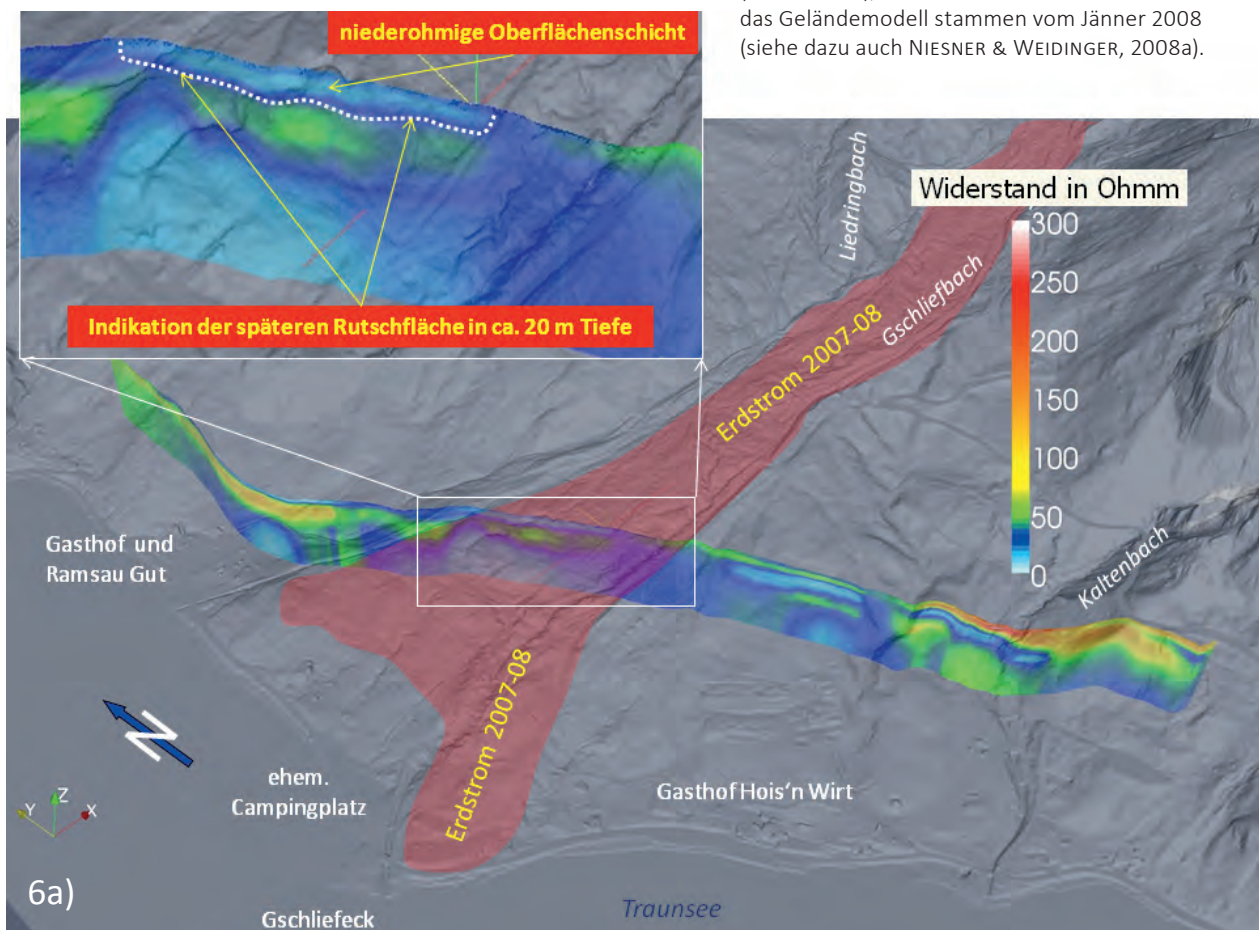 das Geländemodell stammen vom Jänner 2008
(siehe dazu auch NIESNER & WEIDINGER, 2008a).
niederohmige Oberflächenschicht
Indikation der späteren Rutschfläche in ca. 20 m Tiefe
Liedringbach
Widerstand in Ohmm
300
250
200
150
100
50
0
Gschliefbach
Erdstrom 2007-08
Kaltenbach
Gasthof und
Ramsau Gut
N
Erdstrom 2007-08
ehem.
Campingplatz
Gasthof Hois'n Wirt
Z
Y
X
6a)
Gschliefeck
Traunsee